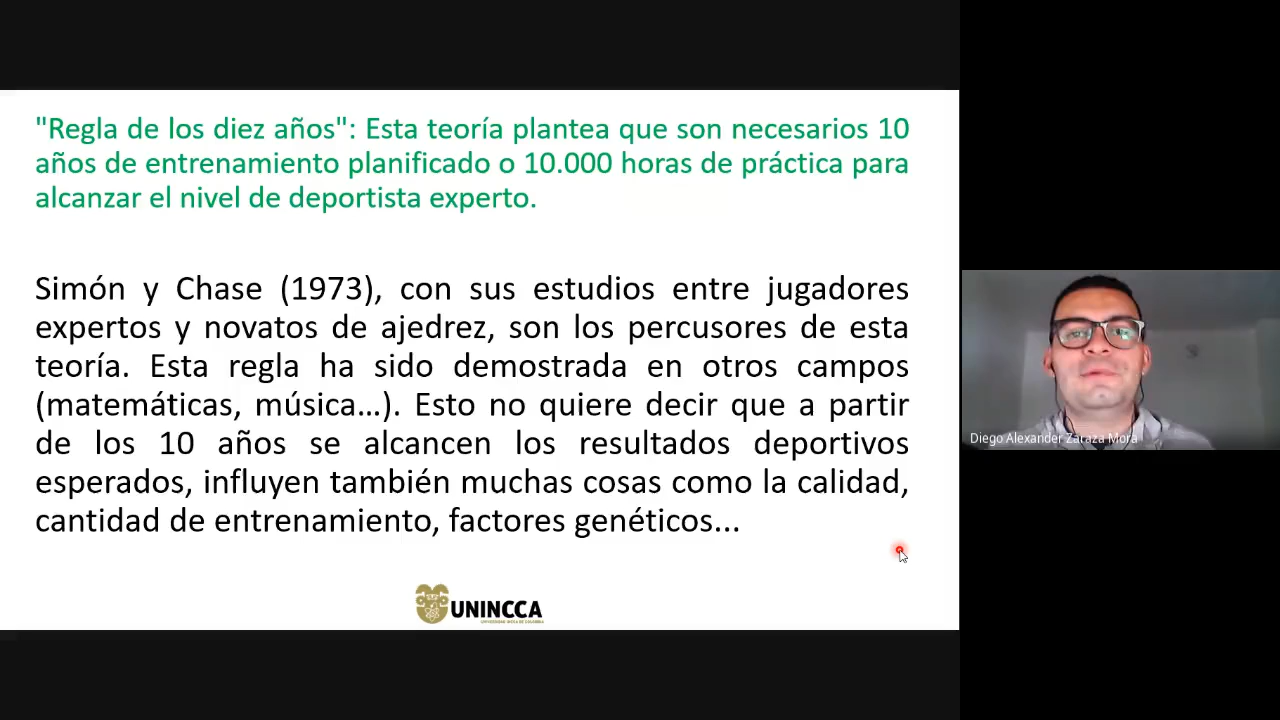 "Regla de los diez años": Esta teoría plantea que son necesarios 10
años de entrenamiento planificado o 10.000 horas de práctica para
alcanzar el nivel de deportista experto.
Simón y Chase (1973), con sus estudios entre jugadores
expertos y novatos de ajedrez, son los percusores de esta
teoría. Esta regla ha sido demostrada en otros campos
(matemáticas, música…). Esto no quiere decir que a partir
de los 10 años se alcancen los resultados deportivos
esperados, influyen también muchas cosas como la calidad,
cantidad de entrenamiento, factores genéticos...
UNINCCA
UNIVERSIDAD INCCA DE COLOMBIA
Diego Alexander Zaraza Mora